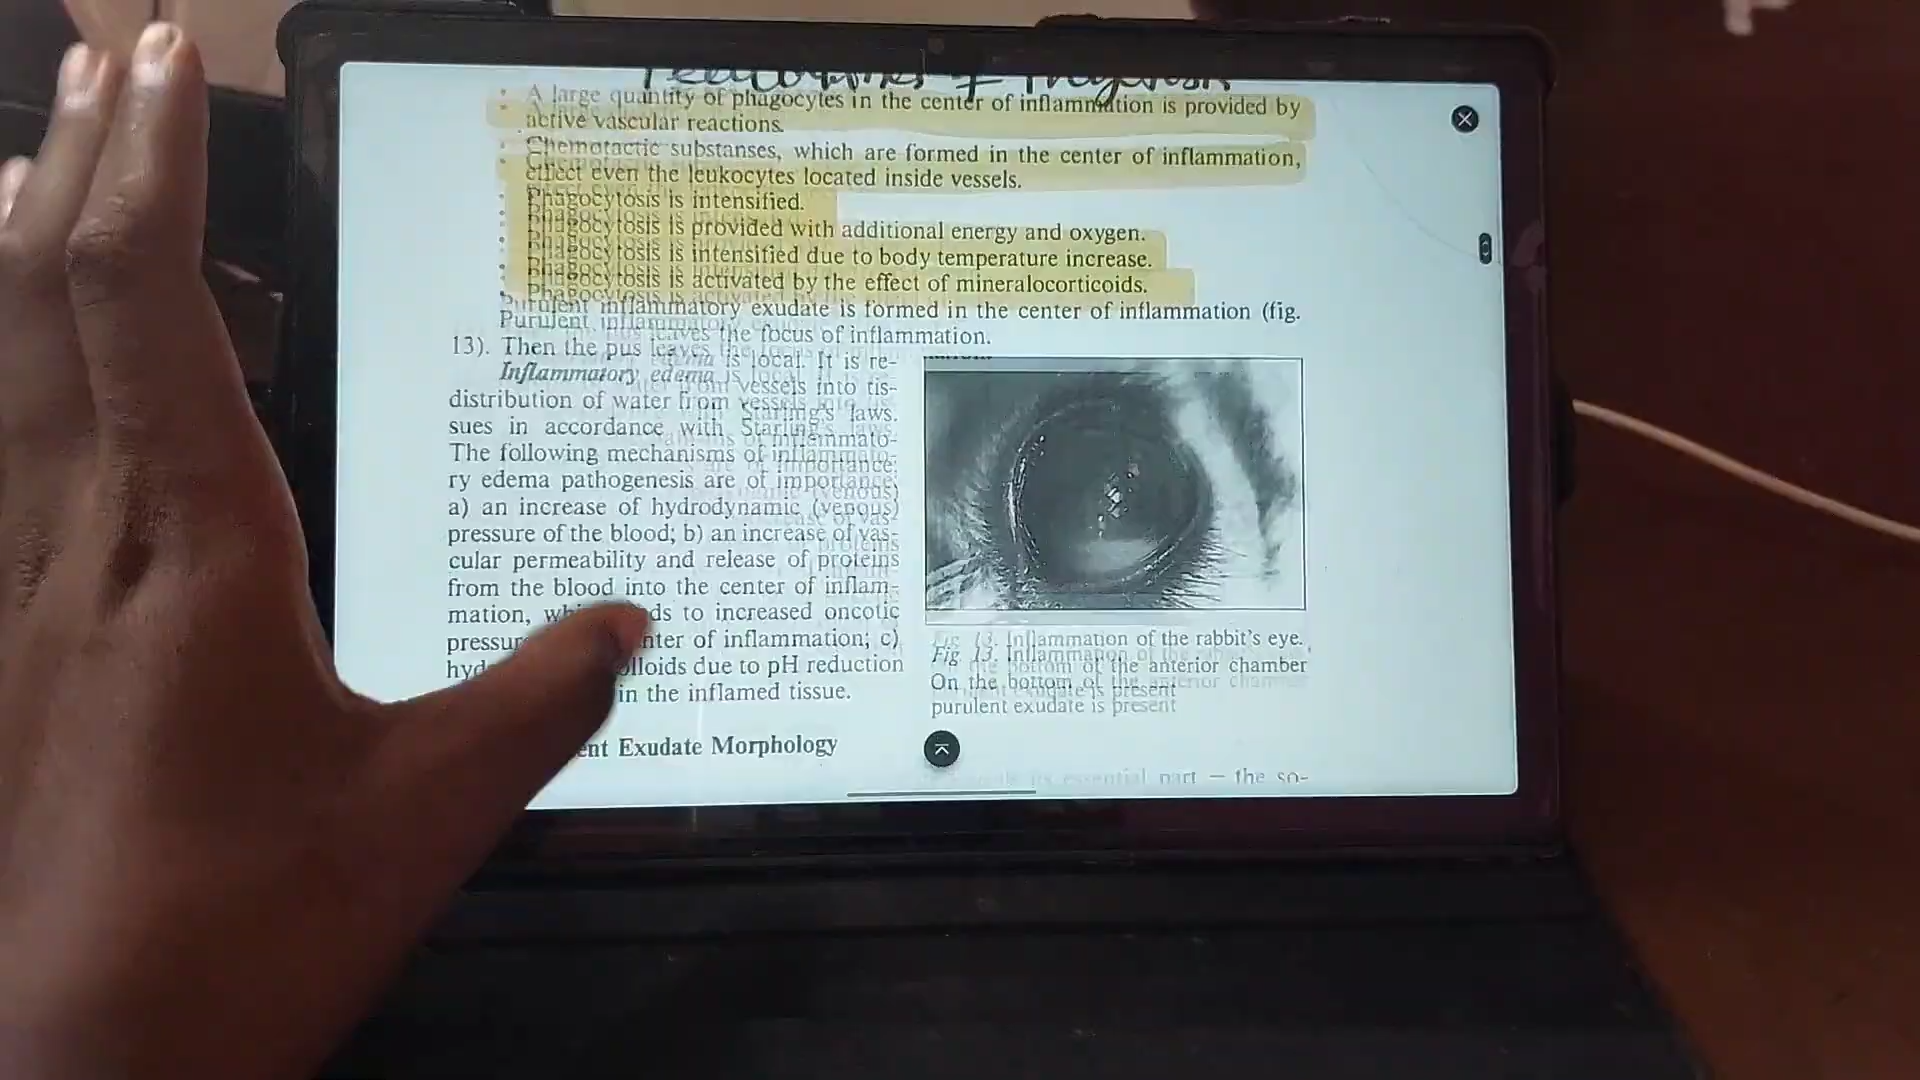 • A large quantity of phagocytes in the center of inflammation is provided by
active vascular reactions.
• Chemotactic substanses, which are formed in the center of inflammation,
effect even the leukocytes located inside vessels.
• Phagocytosis is intensified.
• Phagocytosis is provided with additional energy and oxygen.
• Phagocytosis is intensified due to body temperature increase.
• Phagocytosis is activated by the effect of mineralocorticoids.
Purulent inflammatory exudate is formed in the center of inflammation (fig.
13). Then the pus leaves the focus of inflammation.
Inflammatory edema is local. It is re-
distribution of water from vessels into tis-
sues in accordance with Starling's laws.
The following mechanisms of inflammato-
ry edema pathogenesis are of importance:
a) an increase of hydrodynamic (venous)
pressure of the blood; b) an increase of vas-
cular permeability and release of proteins
from the blood into the center of inflam-
mation, to increased oncotic
of inflammation; c)
due to pH reduction
in the inflamed tissue.
Fig. 13. Inflammation of the rabbit's eye.
On the bottom of the anterior chamber
purulent exudate is present
Exudate Morphology
essential part – the so-